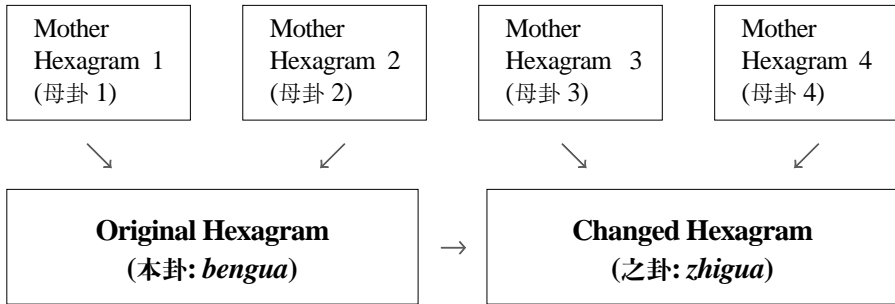 Mother
Hexagram 1
(母卦 1)
Mother
Hexagram 2
(母卦 2)
Mother
Hexagram 3
(母卦 3)
Mother
Hexagram 4
(母卦 4)
Original Hexagram
(本卦: bengua)
Changed Hexagram
(之卦: zhigua)